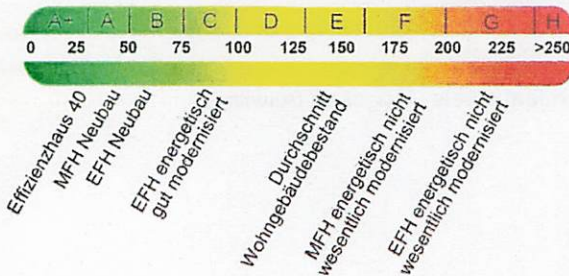 A+ A B C D E F G H
0 25 50 75 100 125 150 175 200 225 >250
Effizienzhaus 40
MFH Neubau
EFH Neubau
EFH energetisch
gut modernisiert
Durchschnitt
Wohngebäudebestand
MFH energetisch nicht
wesentlich modernisiert
EFH energetisch nicht
wesentlich modernisiert